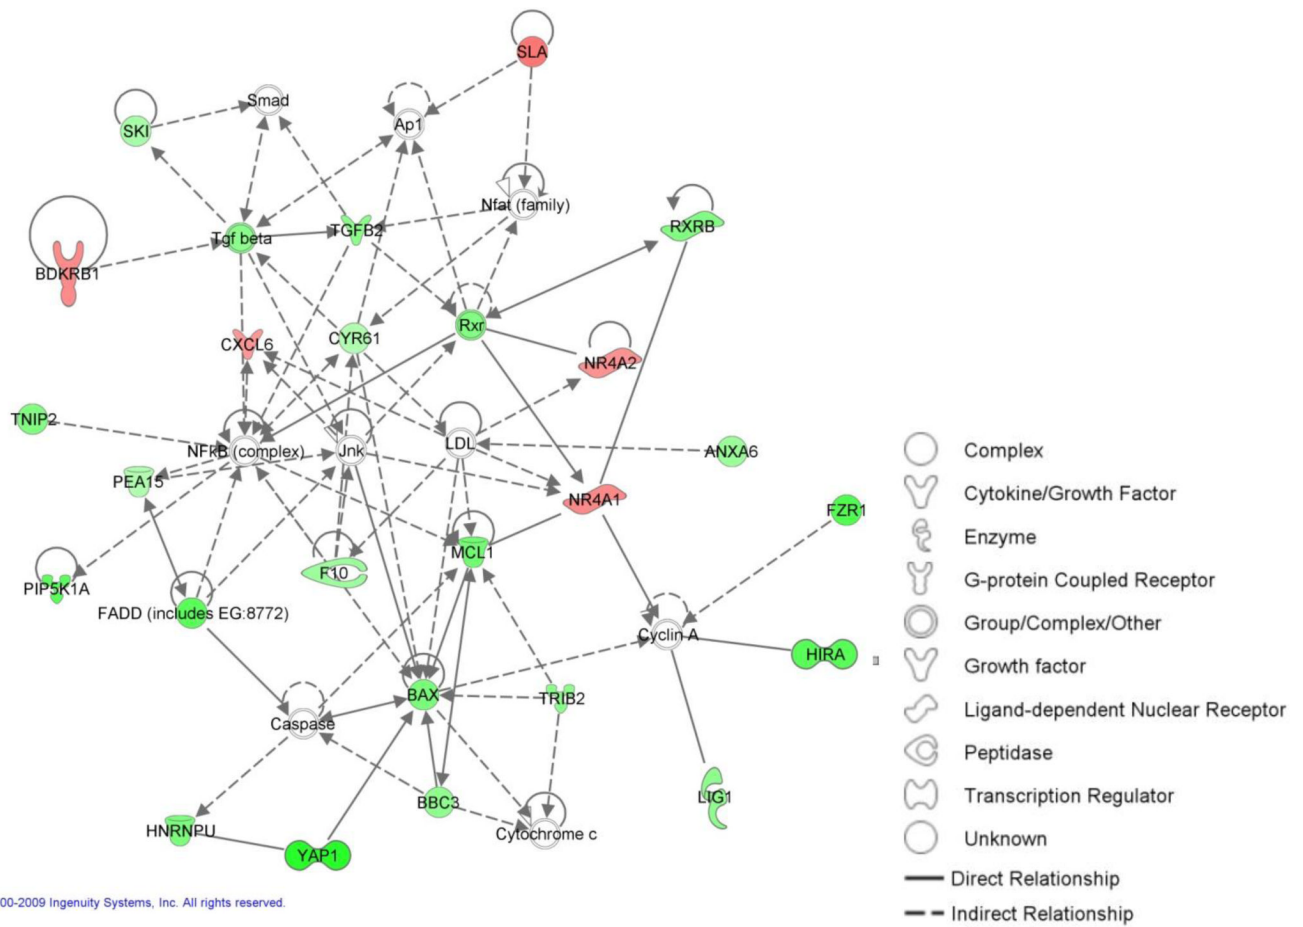 SLA
Smad
Ap1
SKI
Nfat (family)
RXRB
TGFB2
Tgf beta
BDKRB1
Rxr
CYR61
CXCL6
NR4A2
TNIP2
NFkB (complex)
Jnk
LDL
ANXA6
PEA15
NR4A1
FZR1
MCL1
F10
PIP5K1A
FADD (includes EG:8772)
Cyclin A
HIRA
BAX
TRIB2
Caspase
LIG1
BBC3
HNRNPU
Cytochrome c
YAP1
00-2009 Ingenuity Systems, Inc. All rights reserved.
Complex
Cytokine/Growth Factor
Enzyme
G-protein Coupled Receptor
Group/Complex/Other
Growth factor
Ligand-dependent Nuclear Receptor
Peptidase
Transcription Regulator
Unknown
Direct Relationship
Indirect Relationship